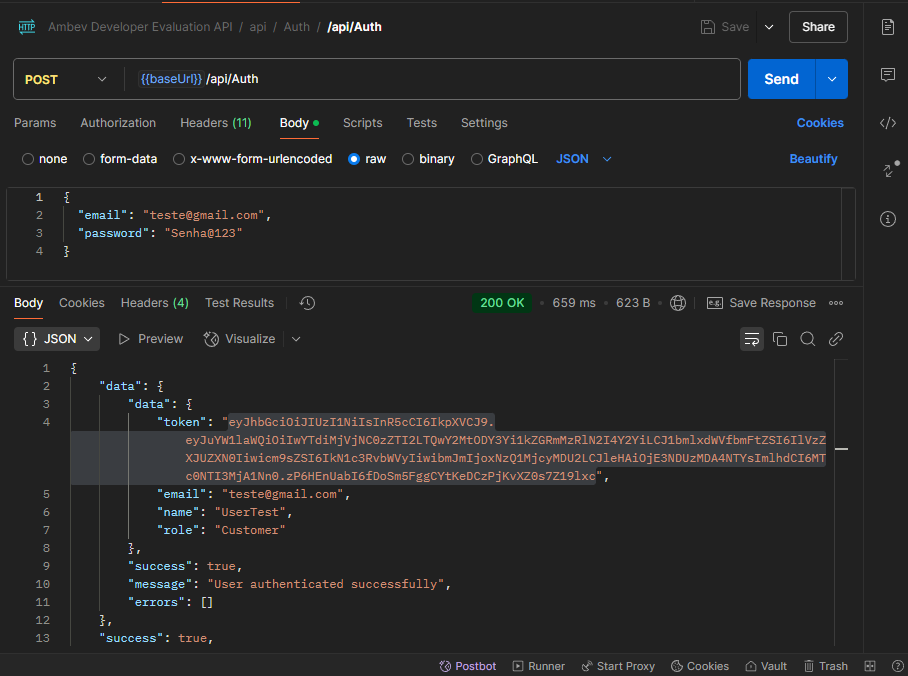 HTTP Ambev Developer Evaluation API / api / Auth / /api/Auth Save Share
POST {{baseUrl}} /api/Auth Send
Params Authorization Headers (11) Body Scripts Tests Settings Cookies
none form-data x-www-form-urlencoded raw binary GraphQL JSON Beautify
1 {
2 "email": "teste@gmail.com",
3 "password": "Senha@123"
4 }
Body Cookies Headers (4) Test Results 200 OK 659 ms 623 B e.g. Save Response
{} JSON Preview Visualize
1 {
2 "data": {
3 "data": {
4 "token": "eyJhbGciOiJIUzI1NiIsInR5cCI6IkpXVCJ9.
eyJuYW1laWQiOiIwYTdiMjVjNC0zZTI2LTQwY2MtODY3Yi1kZGRmMzRlN2I4Y2YiLCJ1bmlxdWVfbmFtZSI6IlVzZ
XJUZXN0Iiwicm9sZSI6IkN1c3RvbWVyIiwibmJmIjoxNzQ1MjcyMDU2LCJleHAiOjE3NDUzMDA4NTYsImlhdCI6MT
c0NTI3MjA1Nn0.zP6HEnUabI6fDoSm5FggCYtKeDCzPjKvXZ0s7Z19lxc",
5 "email": "teste@gmail.com",
6 "name": "UserTest",
7 "role": "Customer"
8 },
9 "success": true,
10 "message": "User authenticated successfully",
11 "errors": []
12 },
13 "success": true,
Postbot Runner Start Proxy Cookies Vault Trash